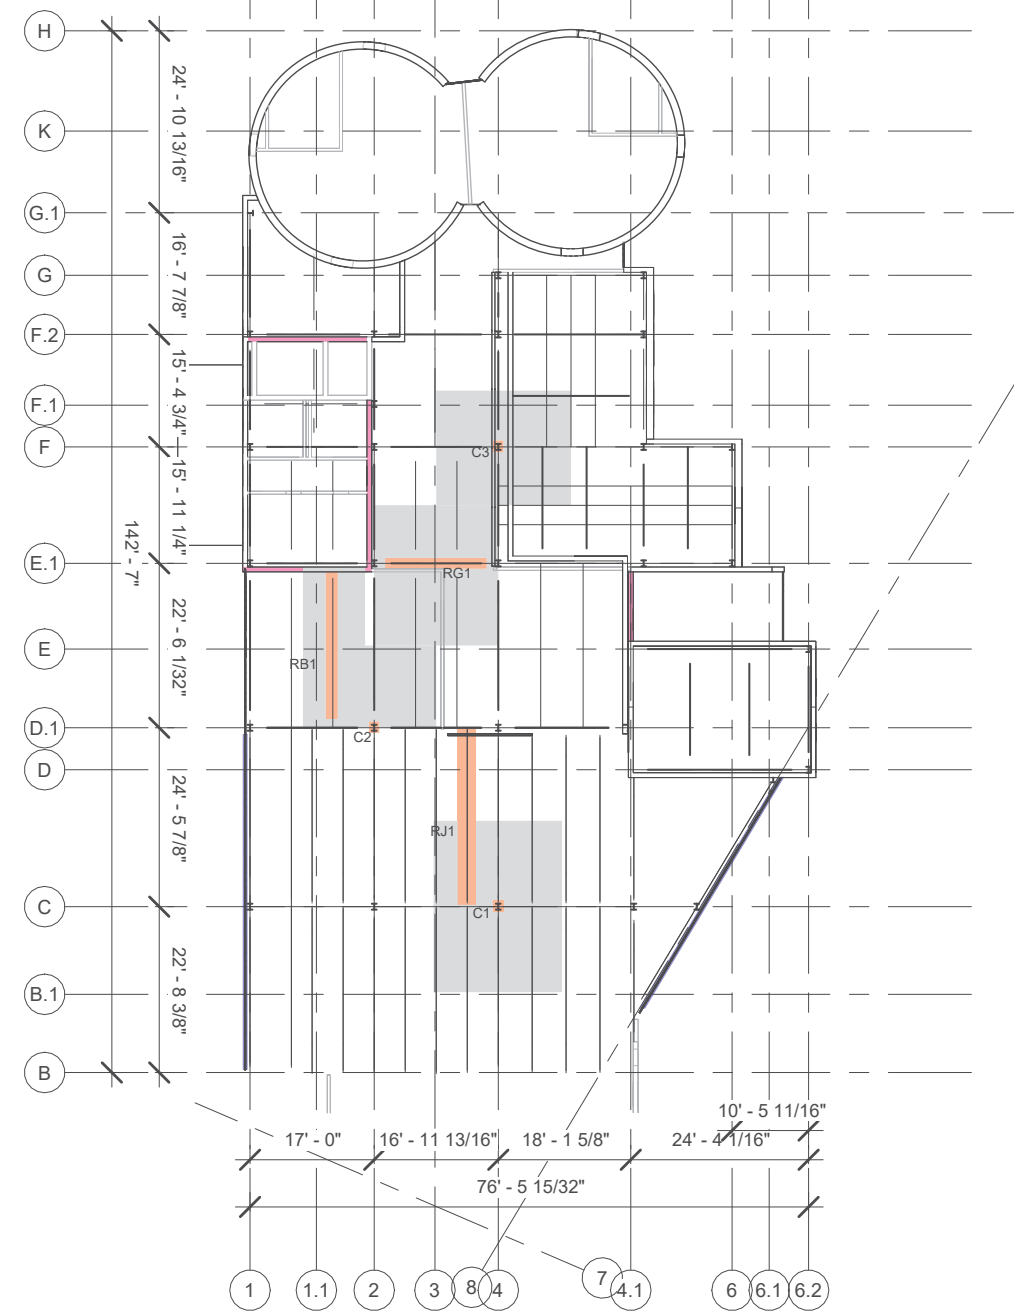 H
K
G.1
G
F.2
F.1
F
E.1
E
D.1
D
C
B.1
B
24' - 10 13/16"
16' - 7 7/8"
15' - 4 3/4"
15' - 11 1/4"
22' - 6 1/32"
24' - 5 7/8"
22' - 8 3/8"
142' - 7"
C3
RG1
RB1
C2
RJ1
C1
10' - 5 11/16"
17' - 0"
16' - 11 13/16"
18' - 1 5/8"
24' - 4 1/16"
76' - 5 15/32"
1
1.1
2
3
8
4
7
4.1
6
6.1
6.2